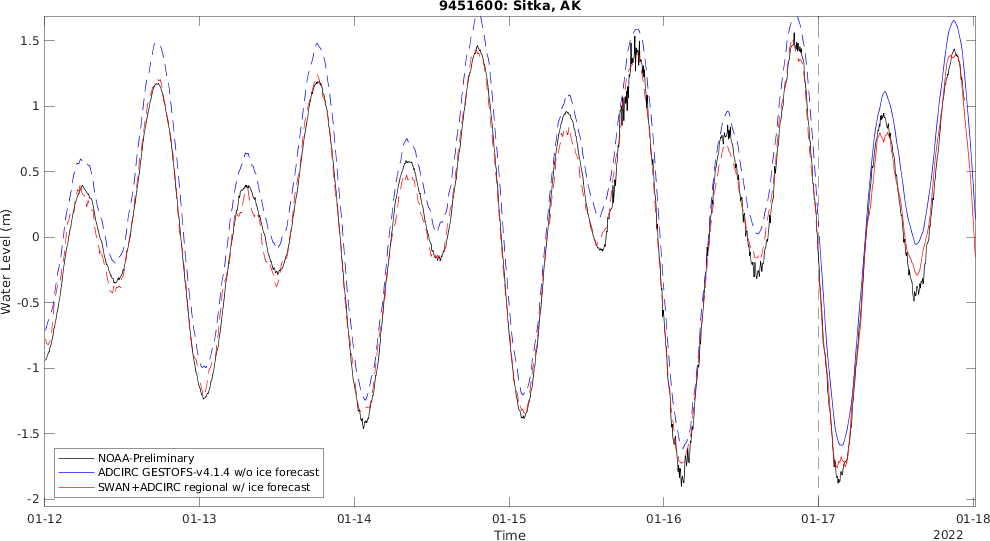 9451600: Sitka, AK
1.5
1
0.5
0
-0.5
-1
-1.5
-2
Water Level (m)
NOAA-Preliminary
ADCIRC GESTOFS-v4.1.4 w/o ice forecast
SWAN+ADCIRC regional w/ ice forecast
01-12 01-13 01-14 01-15 01-16 01-17 01-18
Time
2022